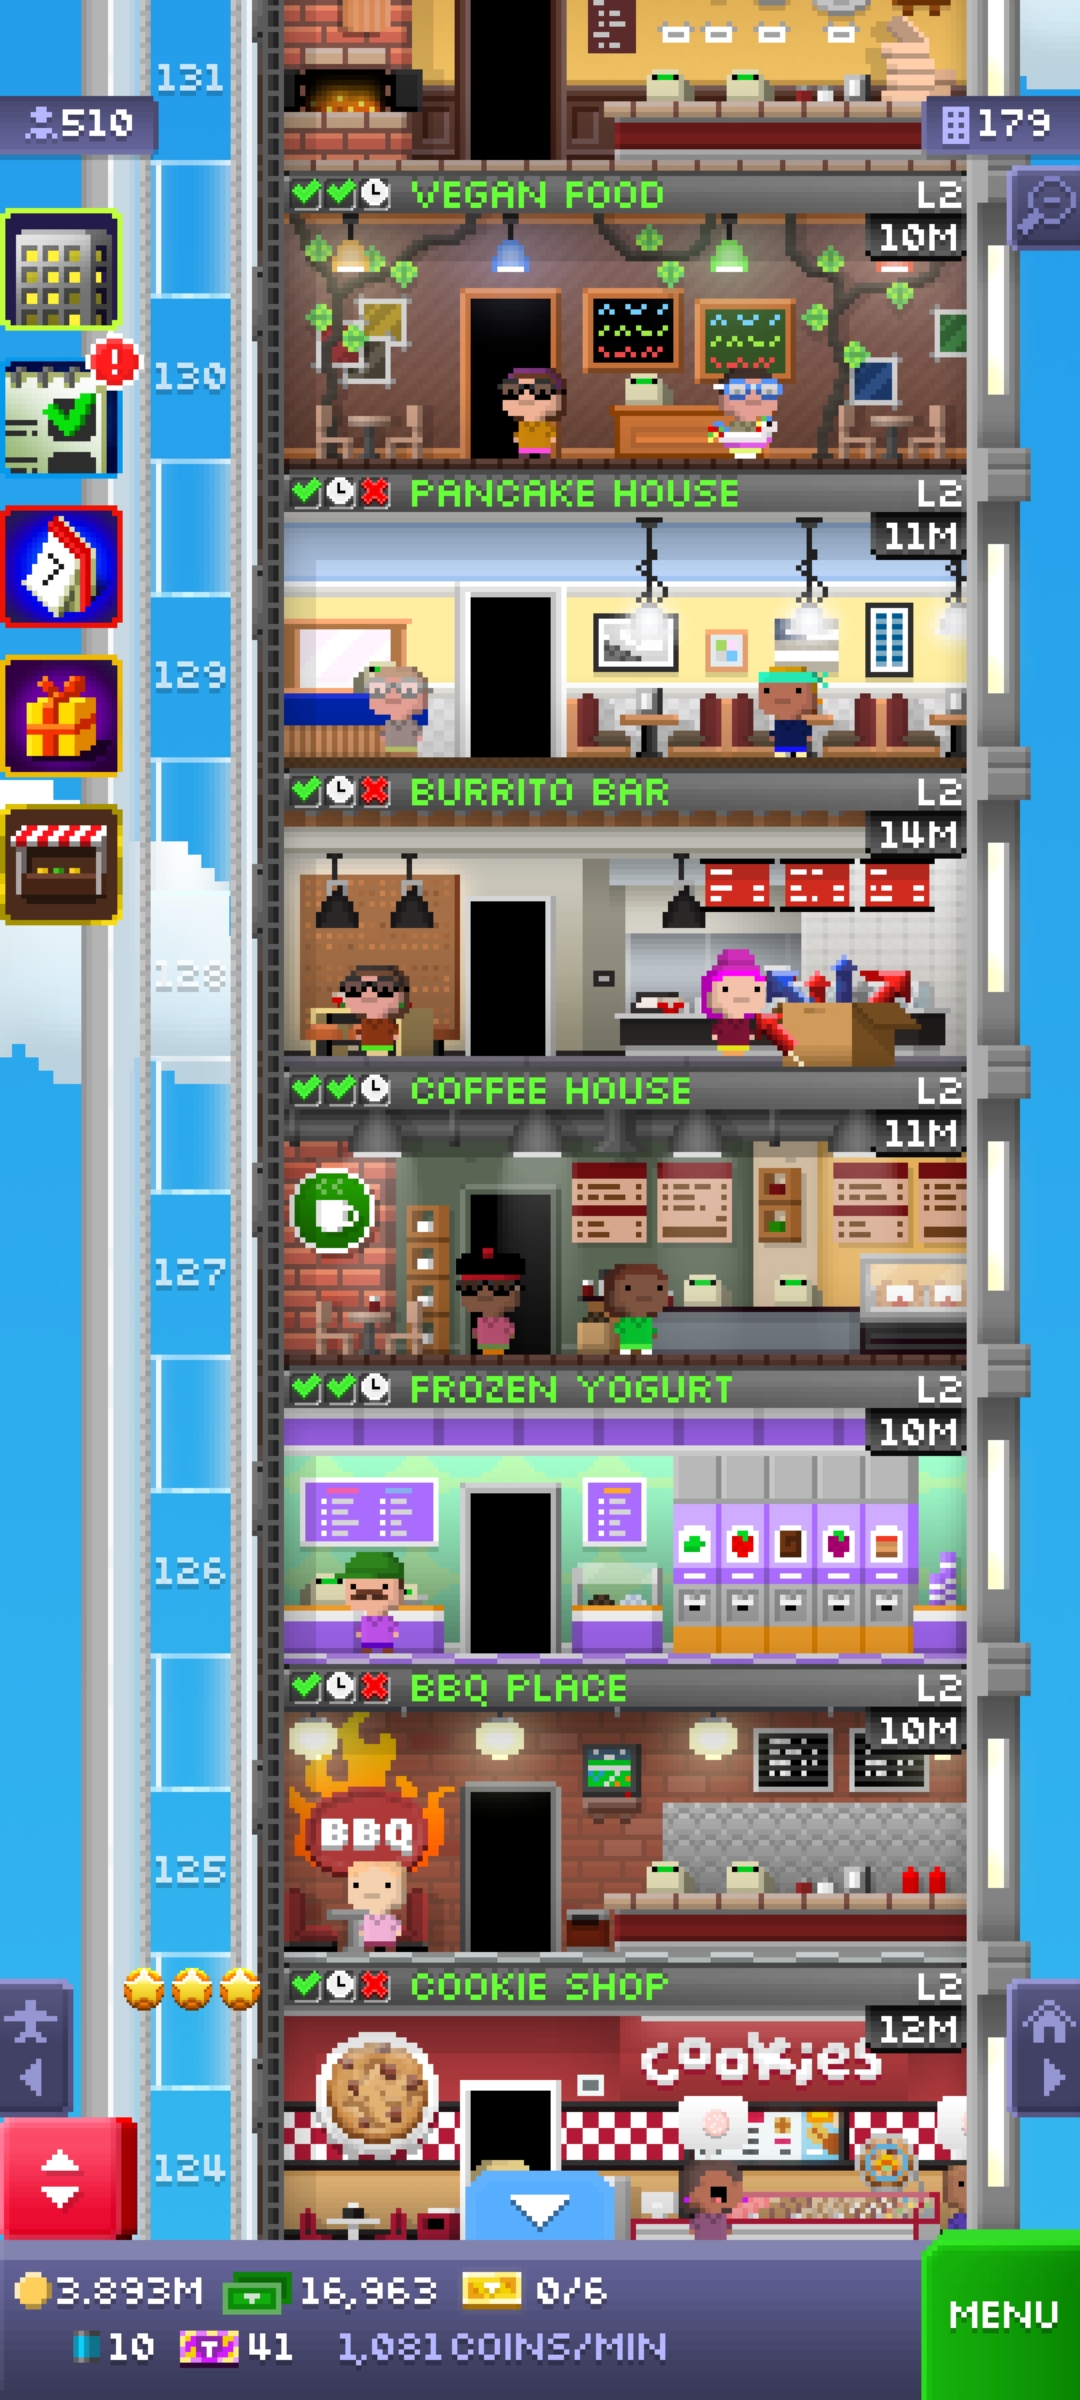 131
510
179
VEGAN FOOD L2
10M
130
PANCAKE HOUSE L2
11M
7
129
BURRITO BAR L2
14M
128
COFFEE HOUSE L2
11M
127
FROZEN YOGURT L2
10M
126
BBQ PLACE L2
10M
BBQ
125
COOKIE SHOP L2
12M
cookies
124
3.893M 16,963 0/6
MENU
10 T 41 1,081 COINS/MIN